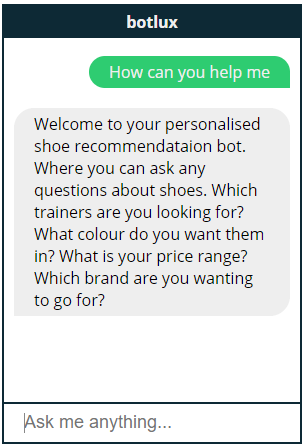 botlux
How can you help me
Welcome to your personalised
shoe recommendataion bot.
Where you can ask any
questions about shoes. Which
trainers are you looking for?
What colour do you want them
in? What is your price range?
Which brand are you wanting
to go for?
Ask me anything...